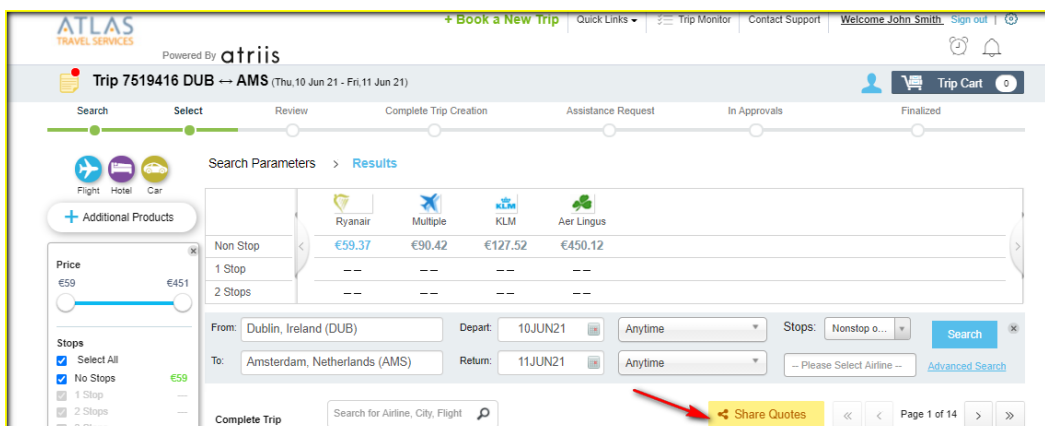 ATLAS
TRAVEL SERVICES
Powered By atriis
+ Book a New Trip Quick Links Trip Monitor Contact Support Welcome John Smith Sign out |
Trip 7519416 DUB ↔ AMS (Thu,10 Jun 21 - Fri,11 Jun 21)
Trip Cart 0
Search Select Review Complete Trip Creation Assistance Request In Approvals Finalized
Flight Hotel Car
+ Additional Products
Search Parameters > Results
Ryanair Multiple KLM Aer Lingus
Non Stop €59.37 €90.42 €127.52 €450.12
1 Stop -- -- -- --
2 Stops -- -- -- --
Price
€59 €451
Stops
Select All
No Stops €59
1 Stop —
2 Stops —
From: Dublin, Ireland (DUB) Depart: 10JUN21 Anytime Stops: Nonstop o... Search
To: Amsterdam, Netherlands (AMS) Return: 11JUN21 Anytime -- Please Select Airline -- Advanced Search
Complete Trip Search for Airline, City, Flight Share Quotes « < Page 1 of 14 > »